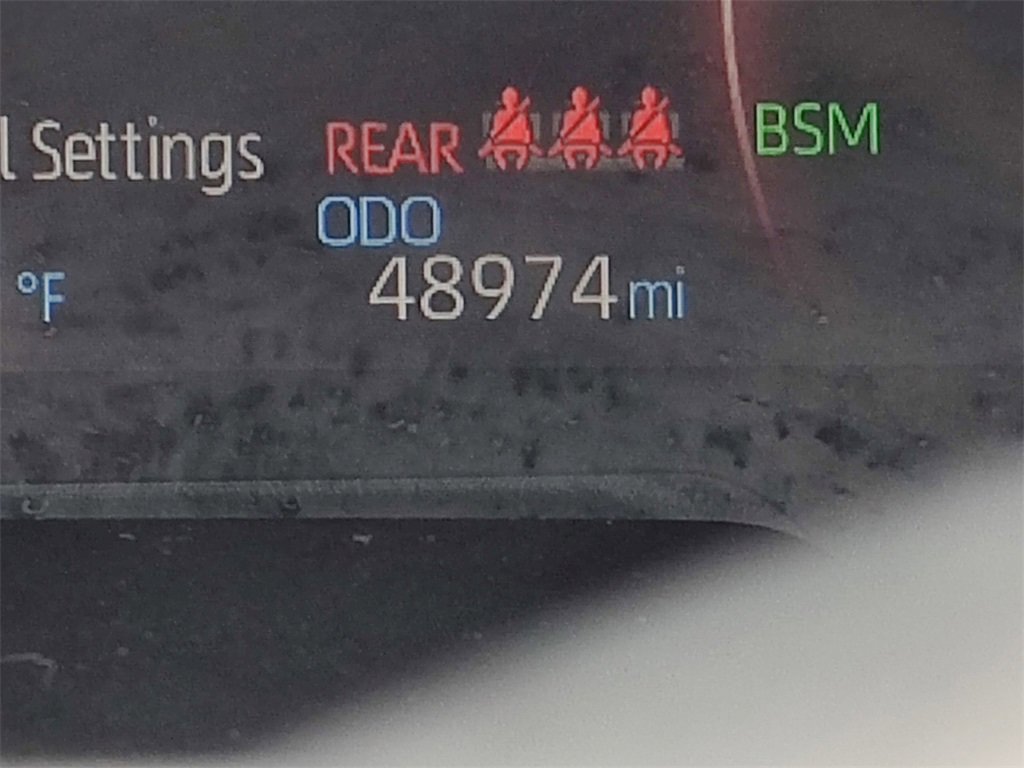 l Settings
REAR
BSM
ODO
°F
48974 mi